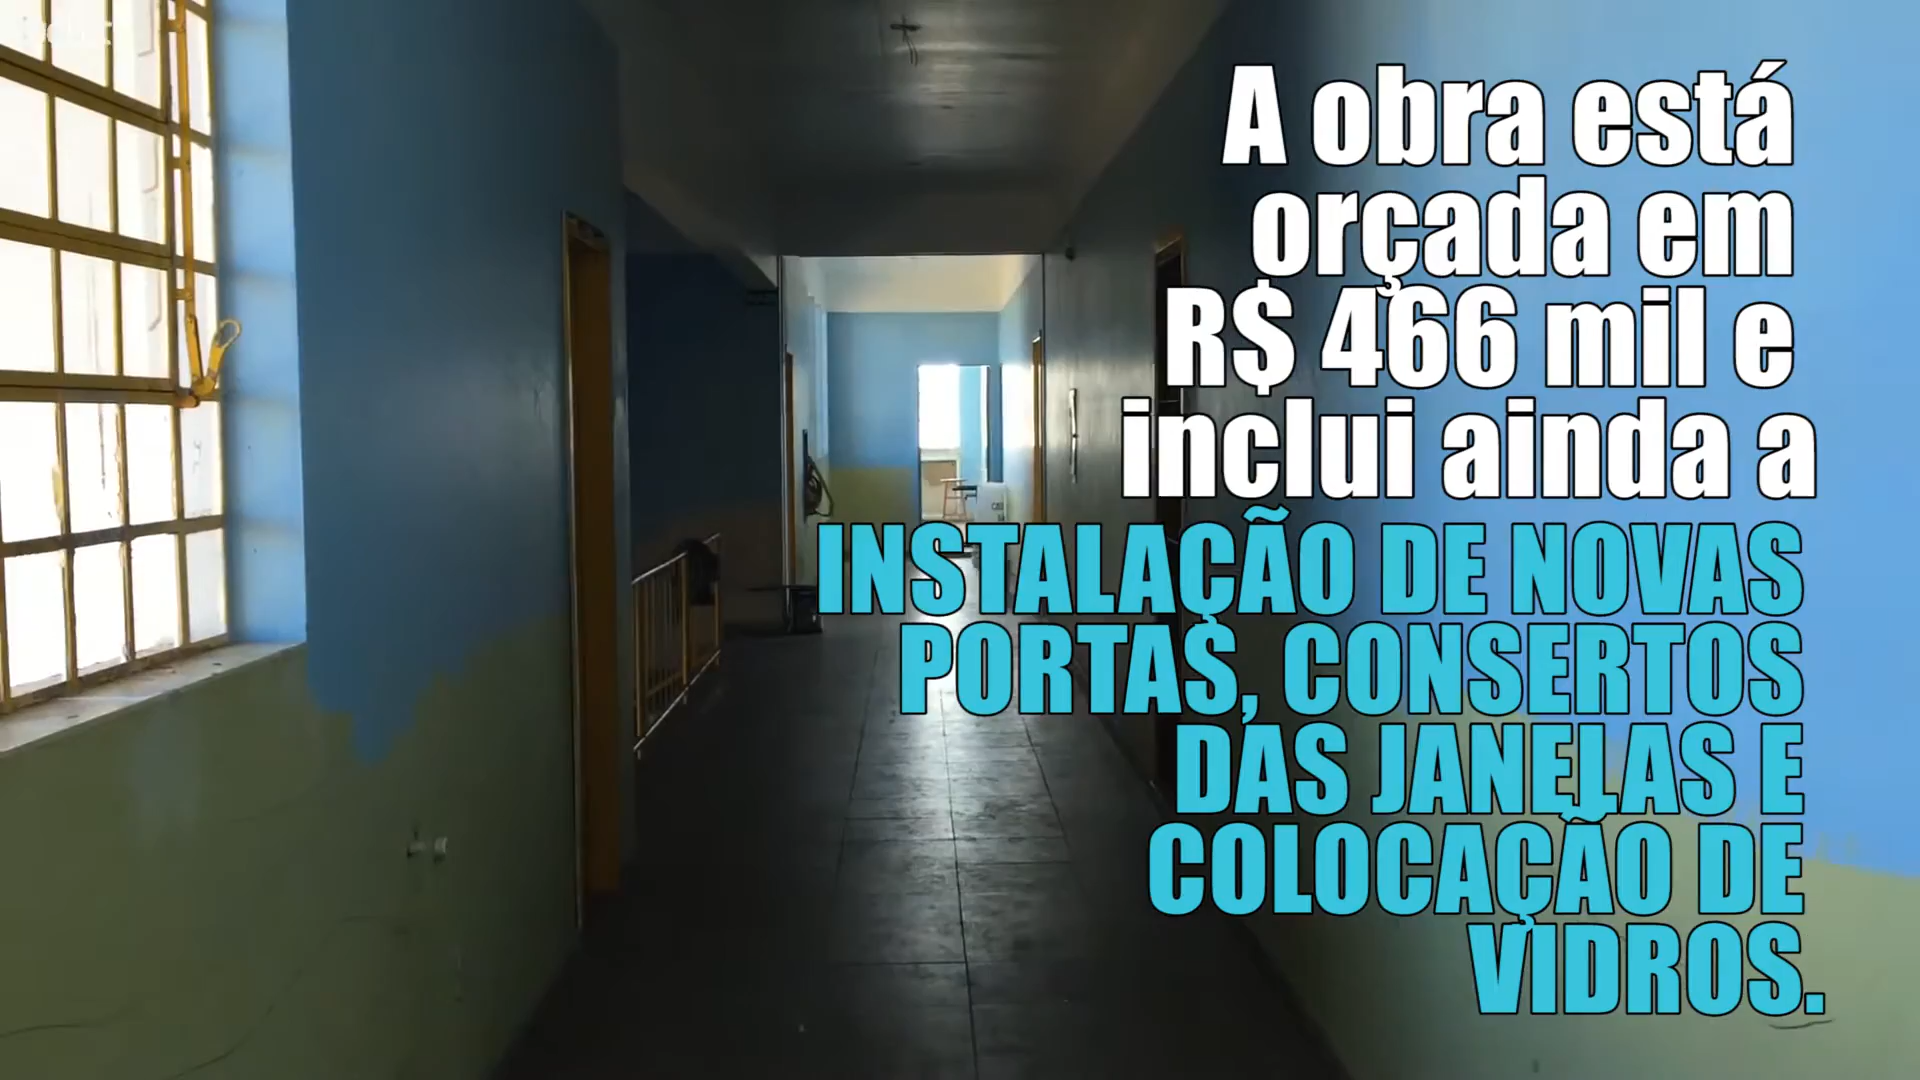 A obra está
orçada em
R$ 466 mil e
inclui ainda a
INSTALAÇÃO DE NOVAS
PORTAS, CONSERTOS
DAS JANELAS E
COLOCAÇÃO DE
VIDROS.